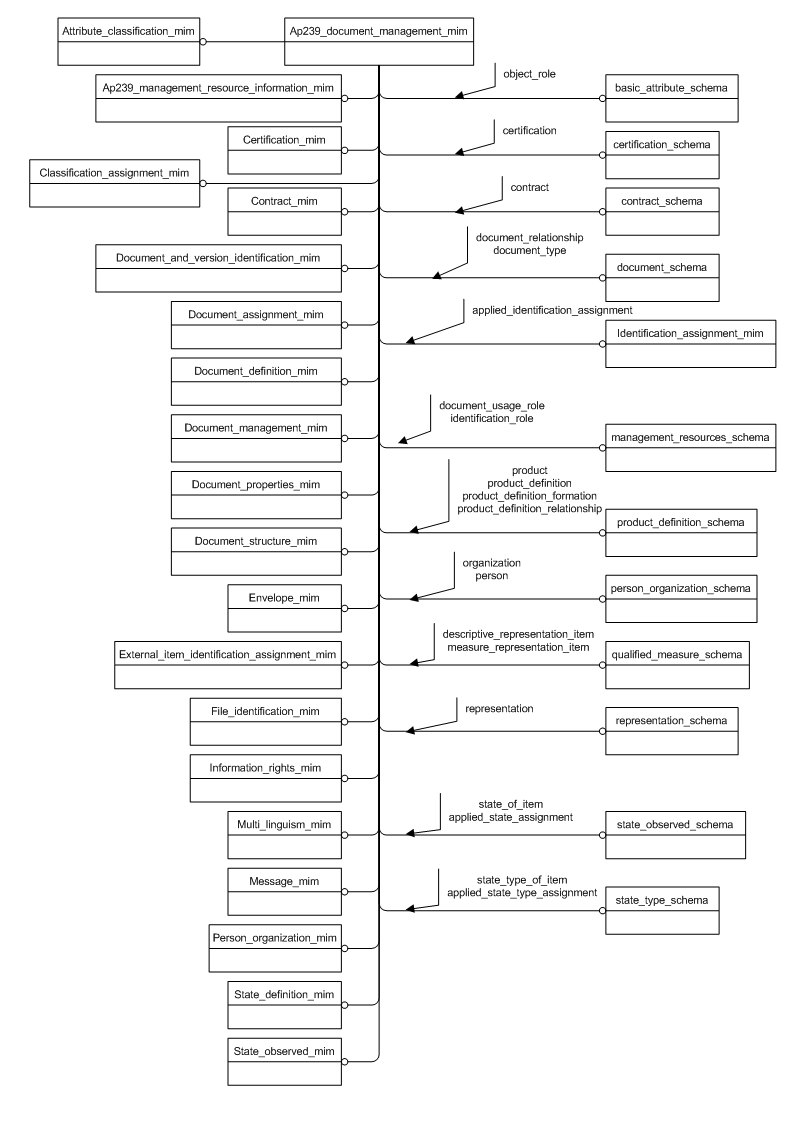 Attribute_classification_mim
Ap239_document_management_mim
object_role
Ap239_management_resource_information_mim
basic_attribute_schema
certification
Certification_mim
certification_schema
Classification_assignment_mim
contract
Contract_mim
contract_schema
document_relationship
document_type
Document_and_version_identification_mim
document_schema
applied_identification_assignment
Document_assignment_mim
Identification_assignment_mim
Document_definition_mim
document_usage_role
identification_role
Document_management_mim
management_resources_schema
product
product_definition
product_definition_formation
product_definition_relationship
Document_properties_mim
product_definition_schema
Document_structure_mim
organization
person
person_organization_schema
Envelope_mim
descriptive_representation_item
measure_representation_item
External_item_identification_assignment_mim
qualified_measure_schema
representation
File_identification_mim
representation_schema
Information_rights_mim
state_of_item
applied_state_assignment
Multi_linguism_mim
state_observed_schema
state_type_of_item
applied_state_type_assignment
Message_mim
state_type_schema
Person_organization_mim
State_definition_mim
State_observed_mim